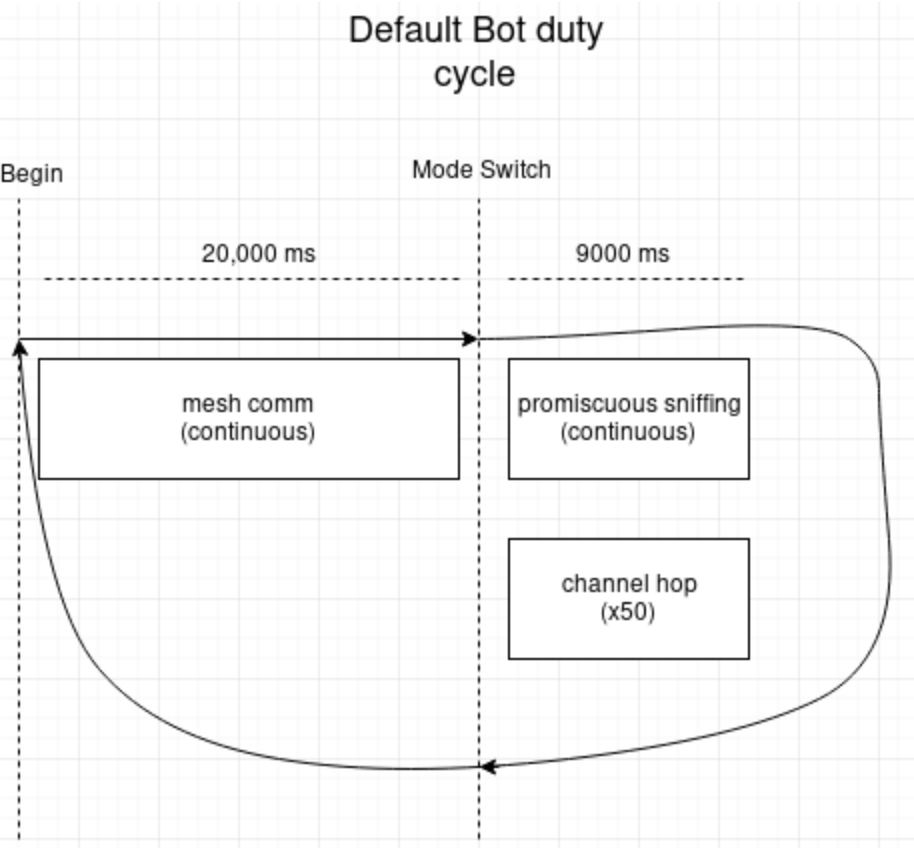 Default Bot duty
cycle
Begin
Mode Switch
20,000 ms
9000 ms
mesh comm
(continuous)
promiscuous sniffing
(continuous)
channel hop
(x50)